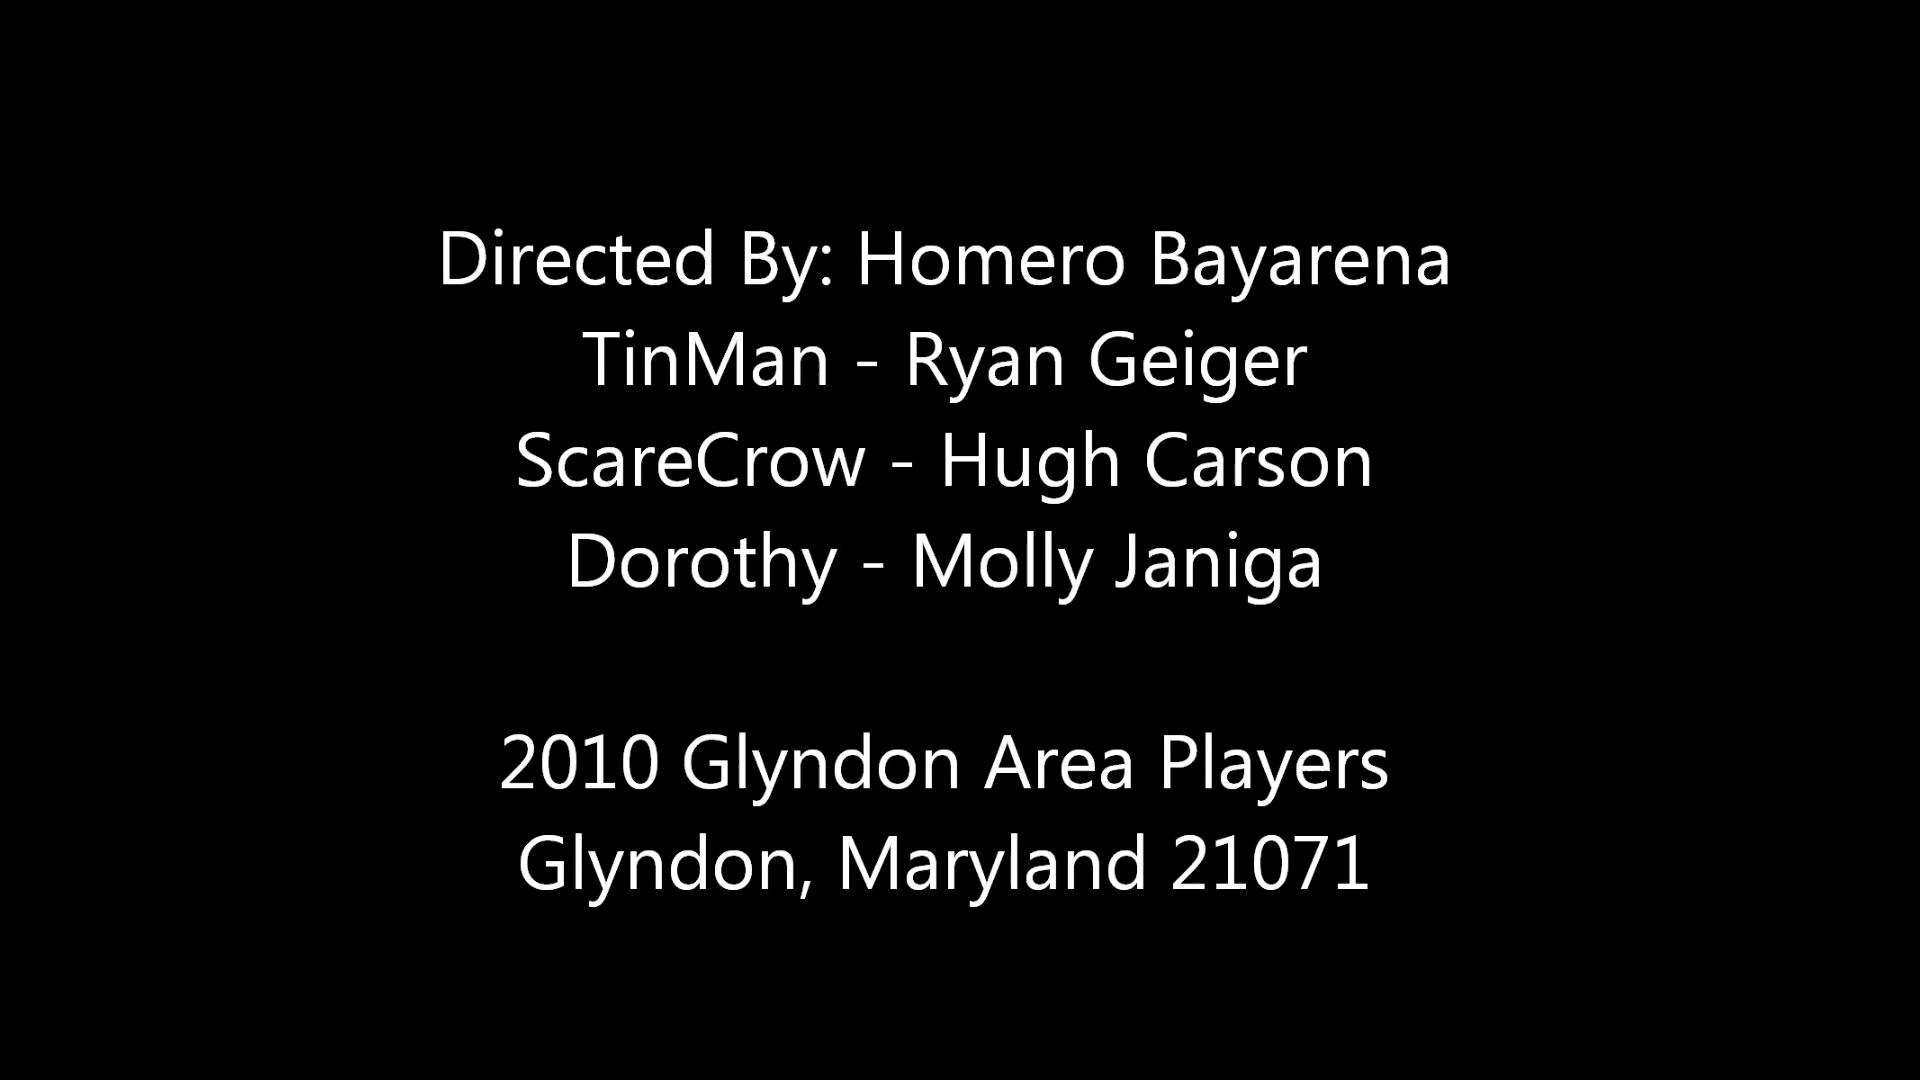 Directed By: Homero Bayarena
TinMan - Ryan Geiger
ScareCrow - Hugh Carson
Dorothy - Molly Janiga
2010 Glyndon Area Players
Glyndon, Maryland 21071